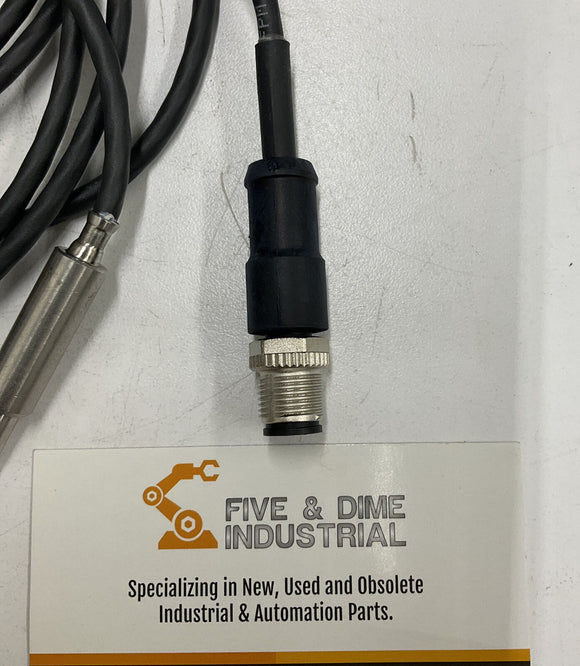 FIVE & DIME
INDUSTRIAL
Specializing in New, Used and Obsolete
Industrial & Automation Parts.